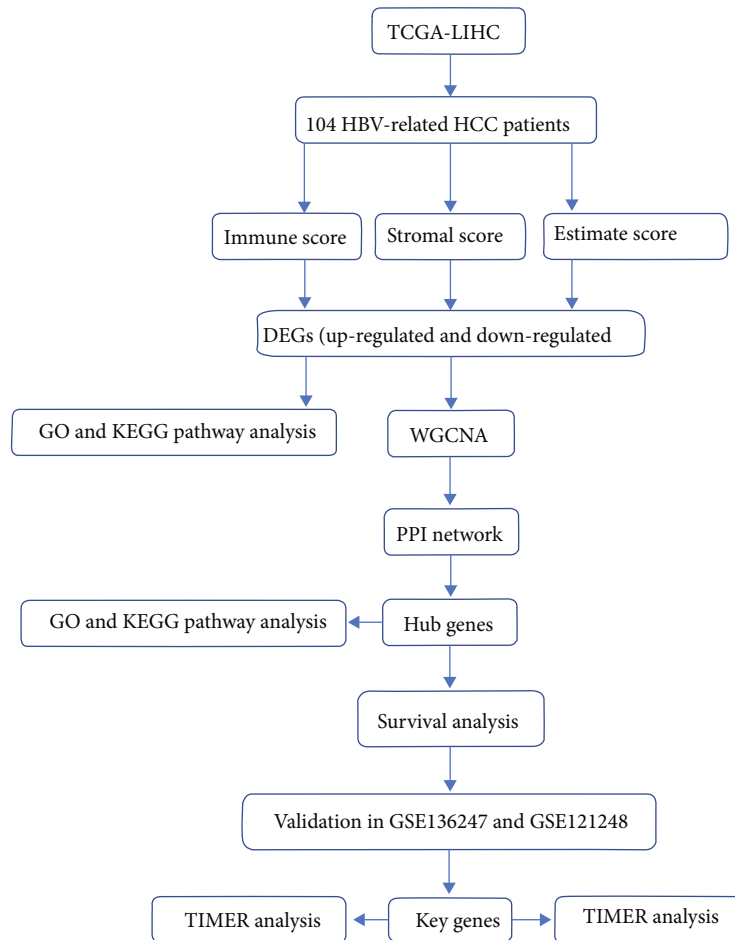 TCGA-LIHC
104 HBV-related HCC patients
Immune score
Stromal score
Estimate score
DEGs (up-regulated and down-regulated
GO and KEGG pathway analysis
WGCNA
PPI network
GO and KEGG pathway analysis
Hub genes
Survival analysis
Validation in GSE136247 and GSE121248
TIMER analysis
Key genes
TIMER analysis